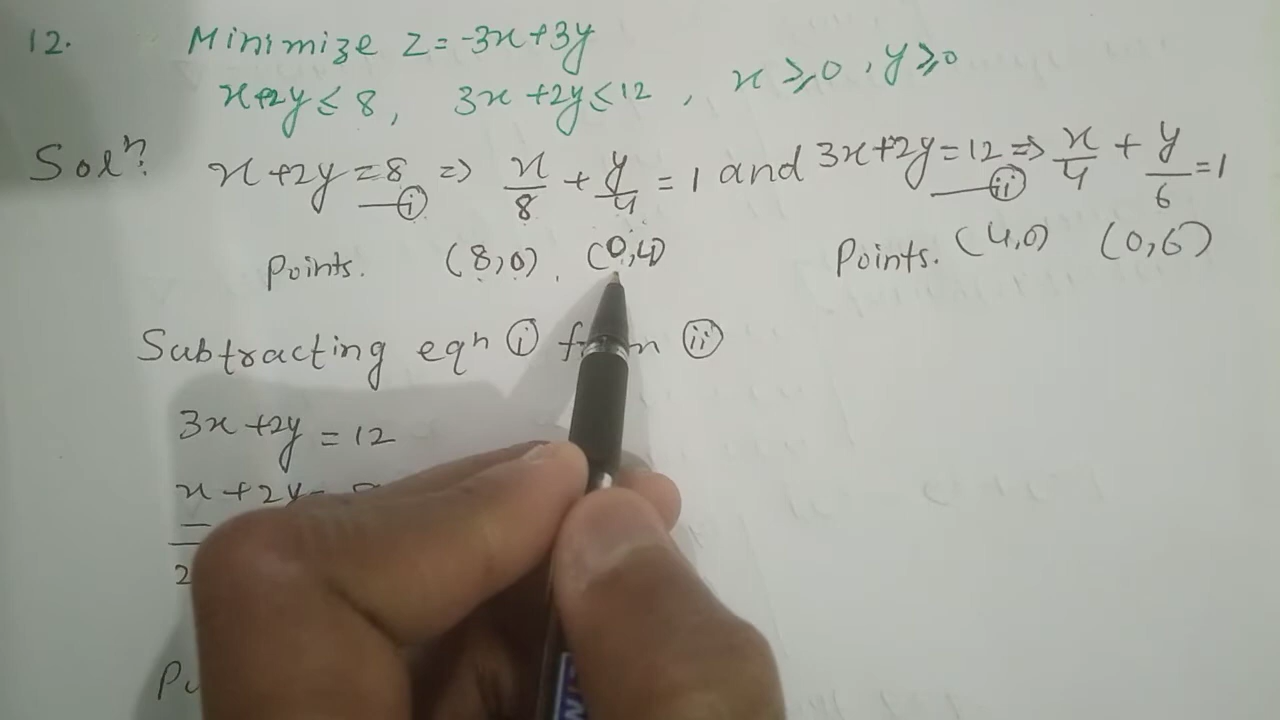 12. Minimize Z = -3x+3y
x+2y ≤ 8, 3x+2y ≤ 12, x ≥ 0, y ≥ 0
Solⁿ: x+2y=8 ⇒ x/8 + y/4 = 1 and 3x+2y=12 ⇒ x/4 + y/6 = 1
(i) (ii)
Points. (8,0), (0,4) Points. (4,0) (0,6)
Subtracting eqⁿ (i) (ii)
3x+2y = 12
x+2y
2